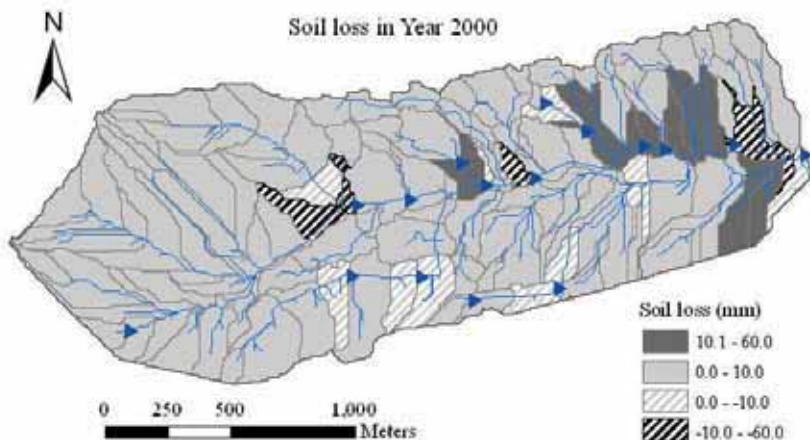 N
Soil loss in Year 2000
Soil loss (mm)
10.1 - 60.0
0.0 - 10.0
0.0 - -10.0
-10.0 - -60.0
0 250 500 1,000
Meters